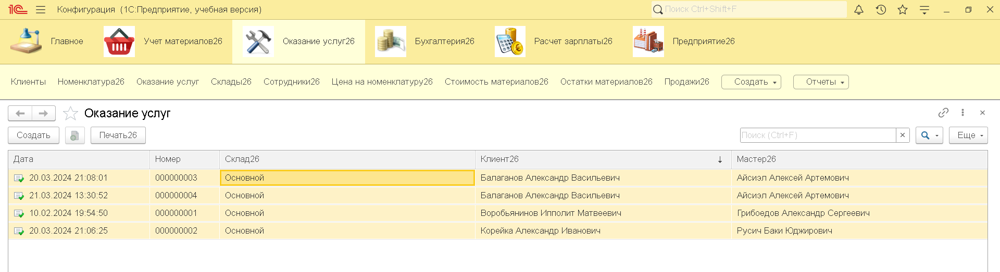 1С Конфигурация (1С:Предприятие, учебная версия) Поиск Ctrl+Shift+F
Главное Учет материалов26 Оказание услуг26 Бухгалтерия26 Расчет зарплаты26 Предприятие26
Клиенты Номенклатура26 Оказание услуг Склады26 Сотрудники26 Цена на номенклатуру26 Стоимость материалов26 Остатки материалов26 Продажи26 Создать Отчеты
Оказание услуг
Создать Печать26 Поиск (Ctrl+F) Еще
Дата Номер Склад26 Клиент26 Мастер26
20.03.2024 21:08:01 000000003 Основной Балаганов Александр Васильевич Айсиэл Алексей Артемович
21.03.2024 13:30:52 000000004 Основной Балаганов Александр Васильевич Айсиэл Алексей Артемович
10.02.2024 19:54:50 000000001 Основной Воробьянинов Ипполит Матвеевич Грибоедов Александр Сергеевич
20.03.2024 21:06:25 000000002 Основной Корейка Александр Иванович Русич Баки Юджирович